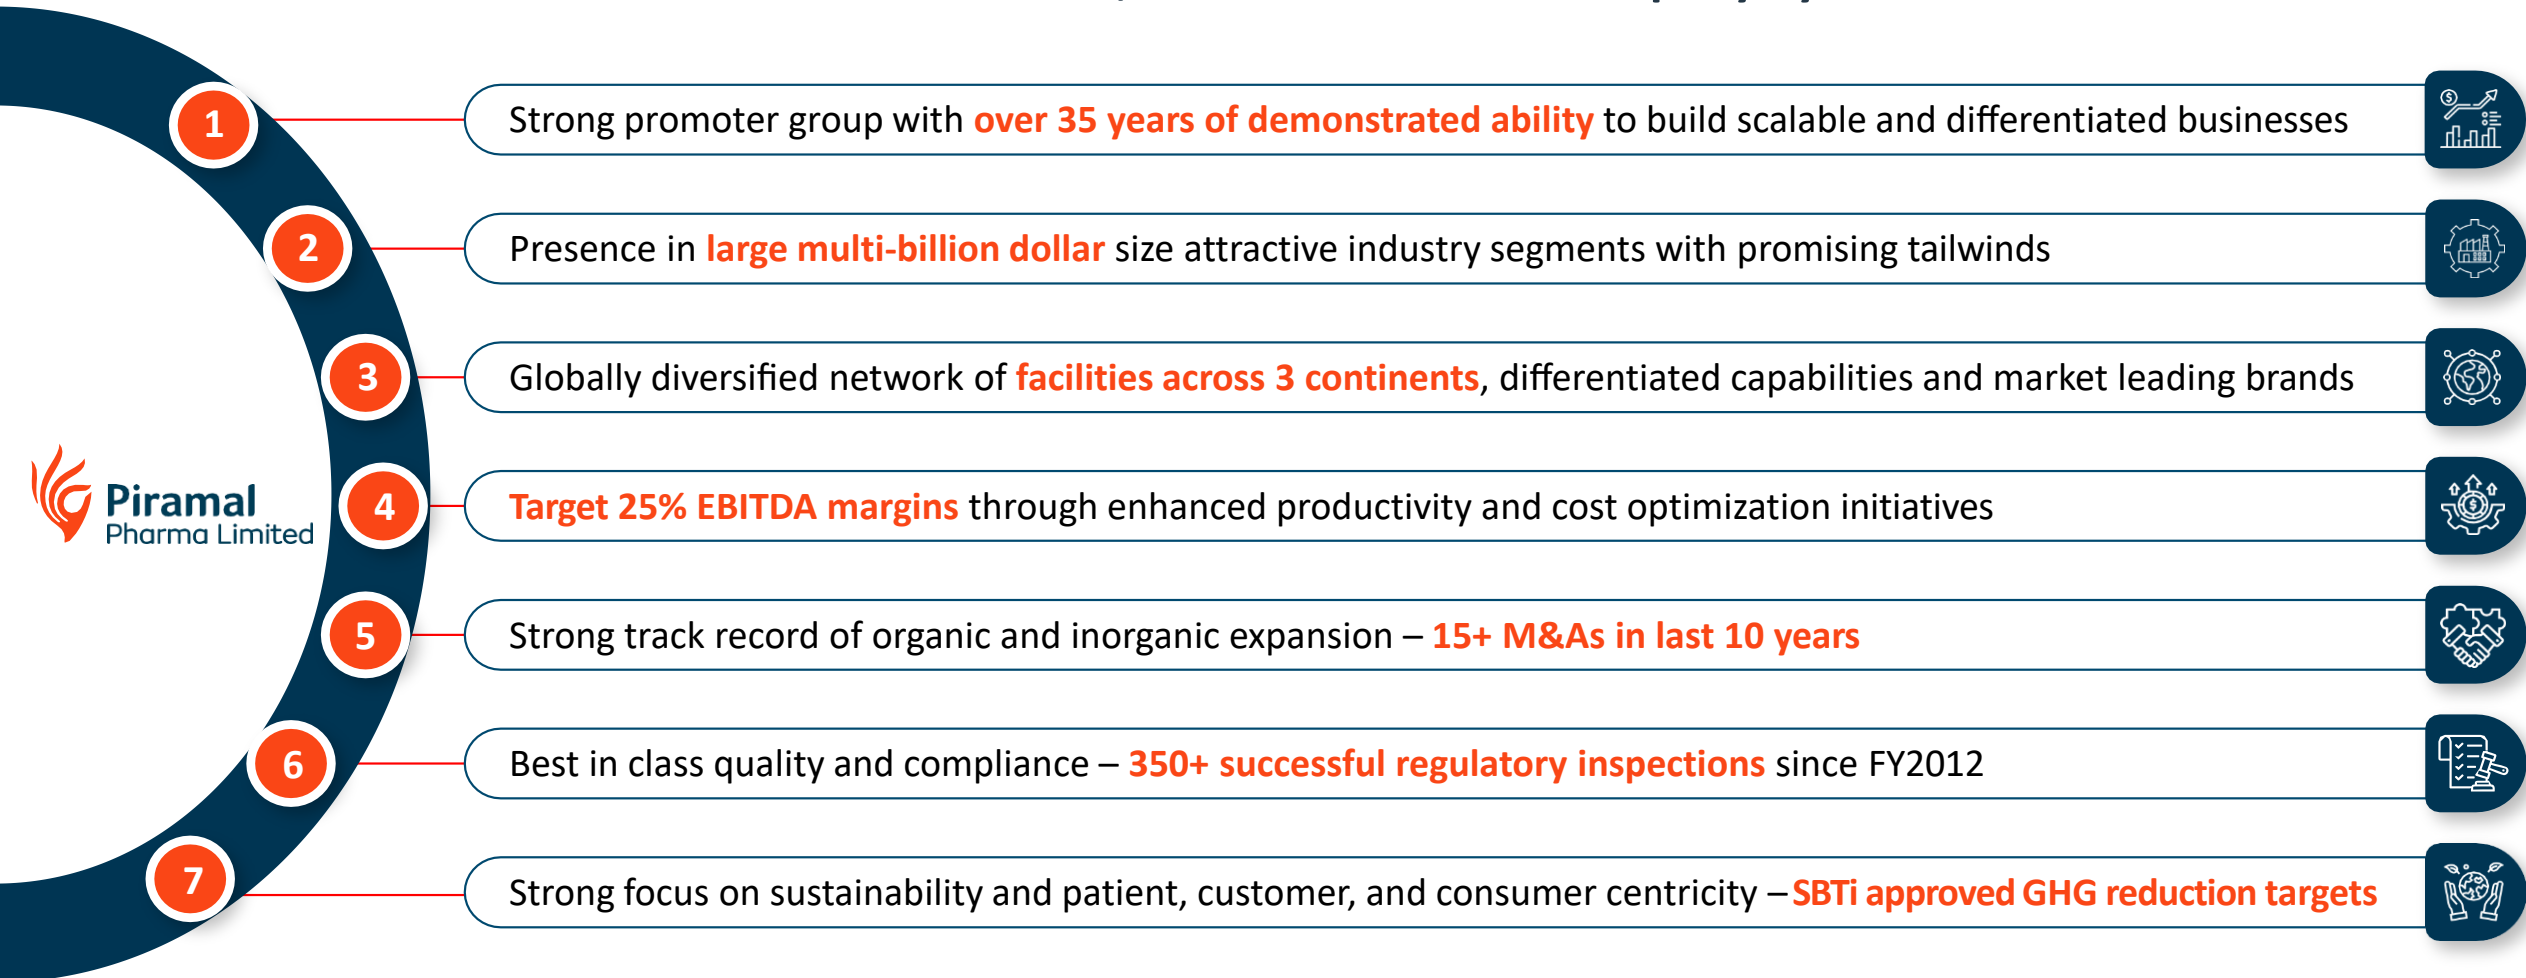 1
Strong promoter group with over 35 years of demonstrated ability to build scalable and differentiated businesses
2
Presence in large multi-billion dollar size attractive industry segments with promising tailwinds
3
Globally diversified network of facilities across 3 continents, differentiated capabilities and market leading brands
Piramal
Pharma Limited
4
Target 25% EBITDA margins through enhanced productivity and cost optimization initiatives
5
Strong track record of organic and inorganic expansion – 15+ M&As in last 10 years
6
Best in class quality and compliance – 350+ successful regulatory inspections since FY2012
7
Strong focus on sustainability and patient, customer, and consumer centricity – SBTi approved GHG reduction targets